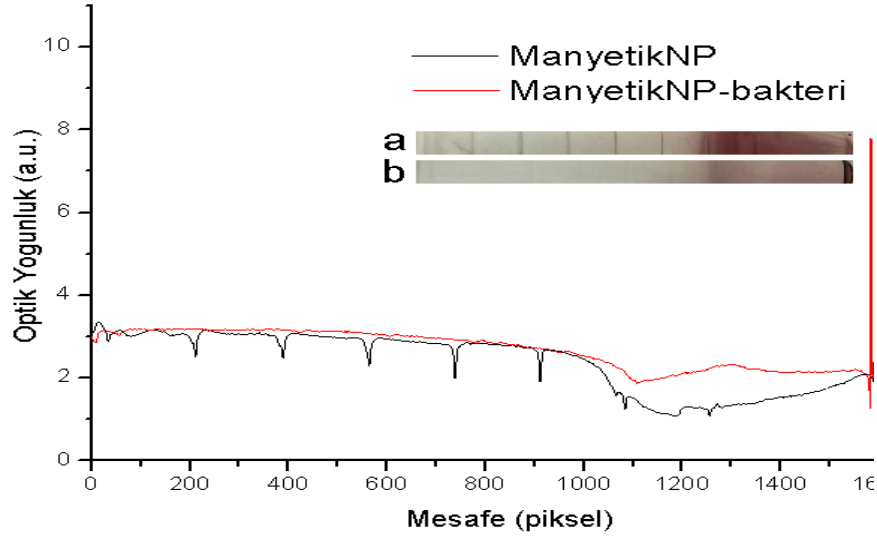 ManyetikNP
ManyetikNP-bakteri
a
b
Optik Yogunluk (a.u.)
10
8
6
4
2
0
0 200 400 600 800 1000 1200 1400 16
Mesafe (piksel)